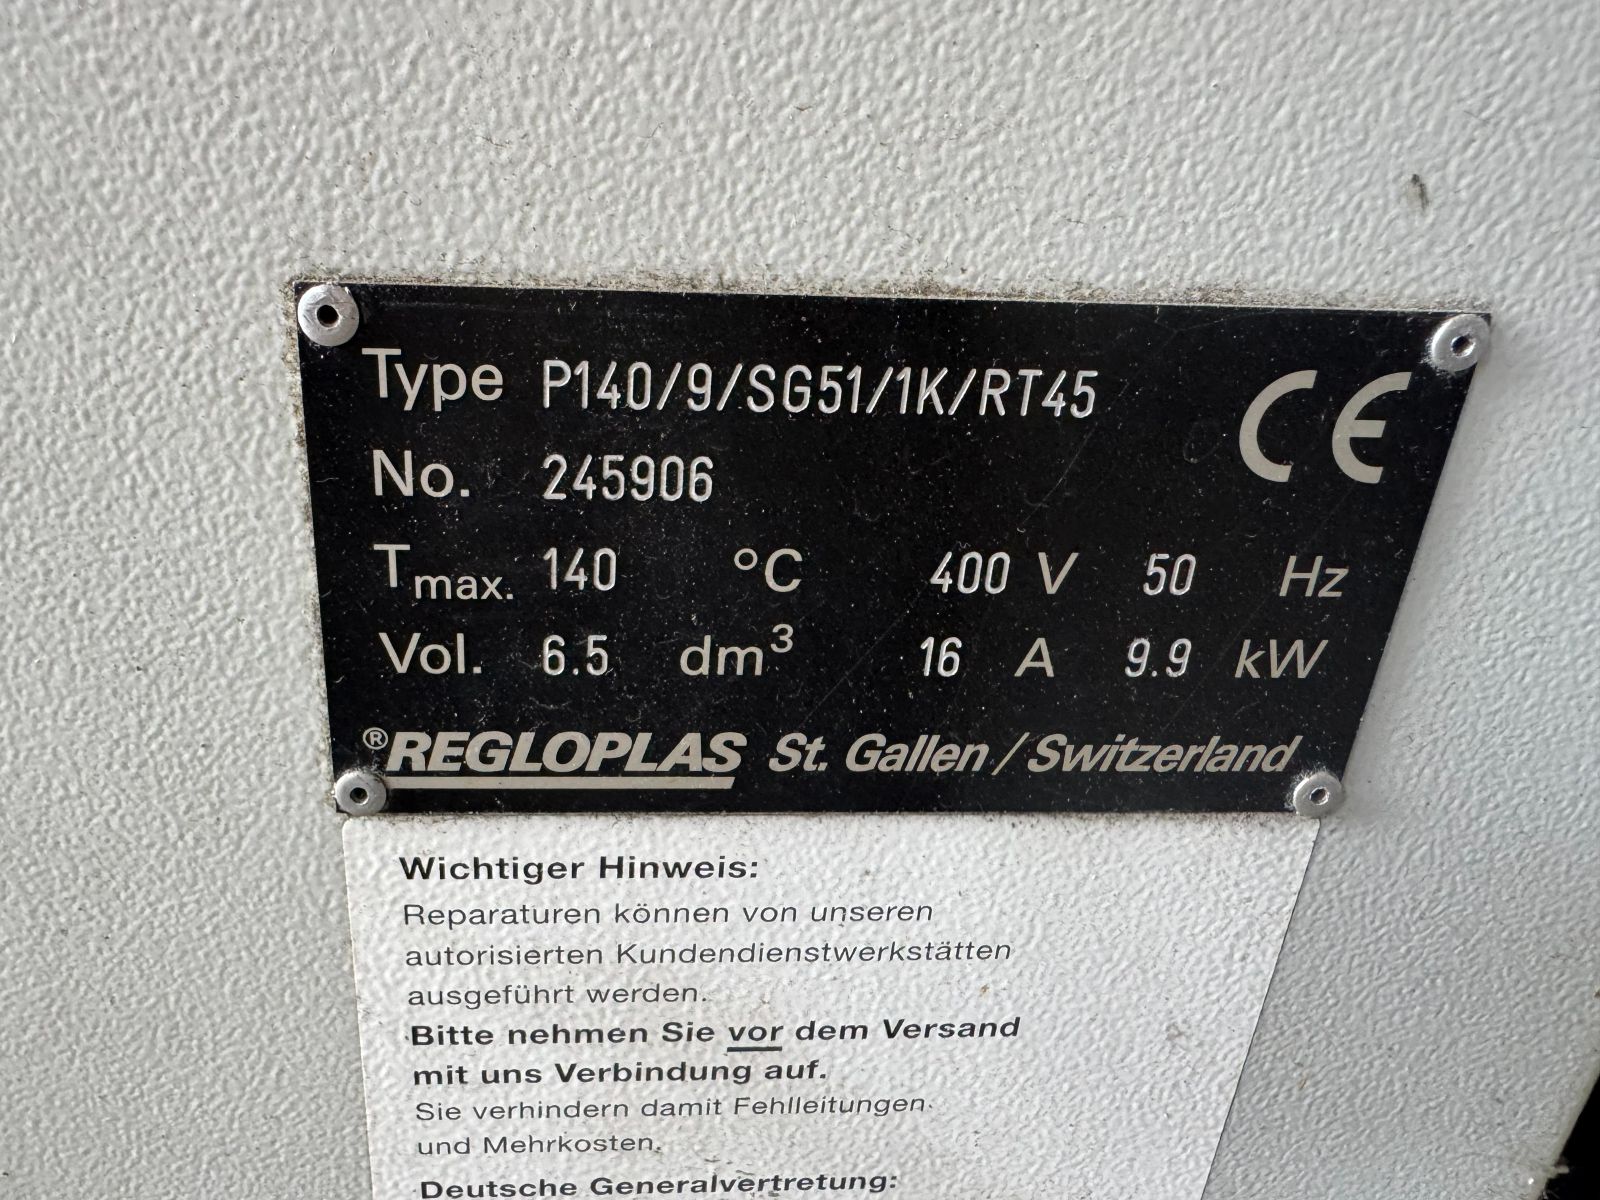 Type P140/9/SG51/1K/RT45
CE
No. 245906
Tmax. 140 °C 400 V 50 Hz
Vol. 6.5 dm³ 16 A 9.9 kW
®REGLOPLAS St. Gallen / Switzerland
Wichtiger Hinweis:
Reparaturen können von unseren
autorisierten Kundendienstwerkstätten
ausgeführt werden.
Bitte nehmen Sie vor dem Versand
mit uns Verbindung auf.
Sie verhindern damit Fehlleitungen
und Mehrkosten.
Deutsche Generalvertretung: